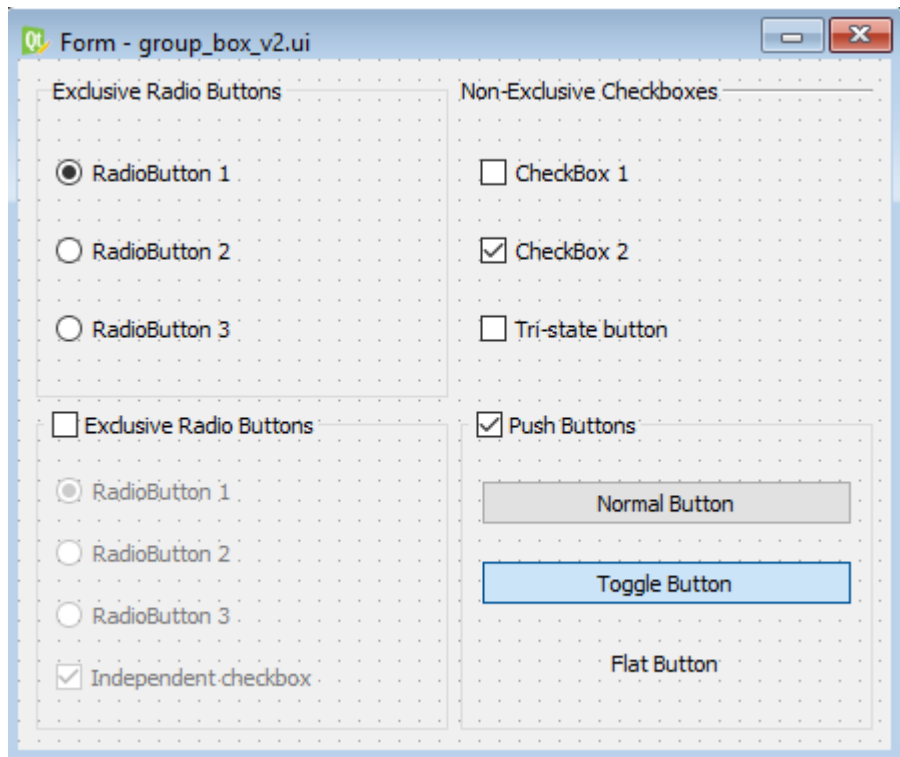 Form - group_box_v2.ui
Exclusive Radio Buttons
RadioButton 1
RadioButton 2
RadioButton 3
Non-Exclusive Checkboxes
CheckBox 1
CheckBox 2
Tri-state button
Exclusive Radio Buttons
RadioButton 1
RadioButton 2
RadioButton 3
Independent checkbox
Push Buttons
Normal Button
Toggle Button
Flat Button